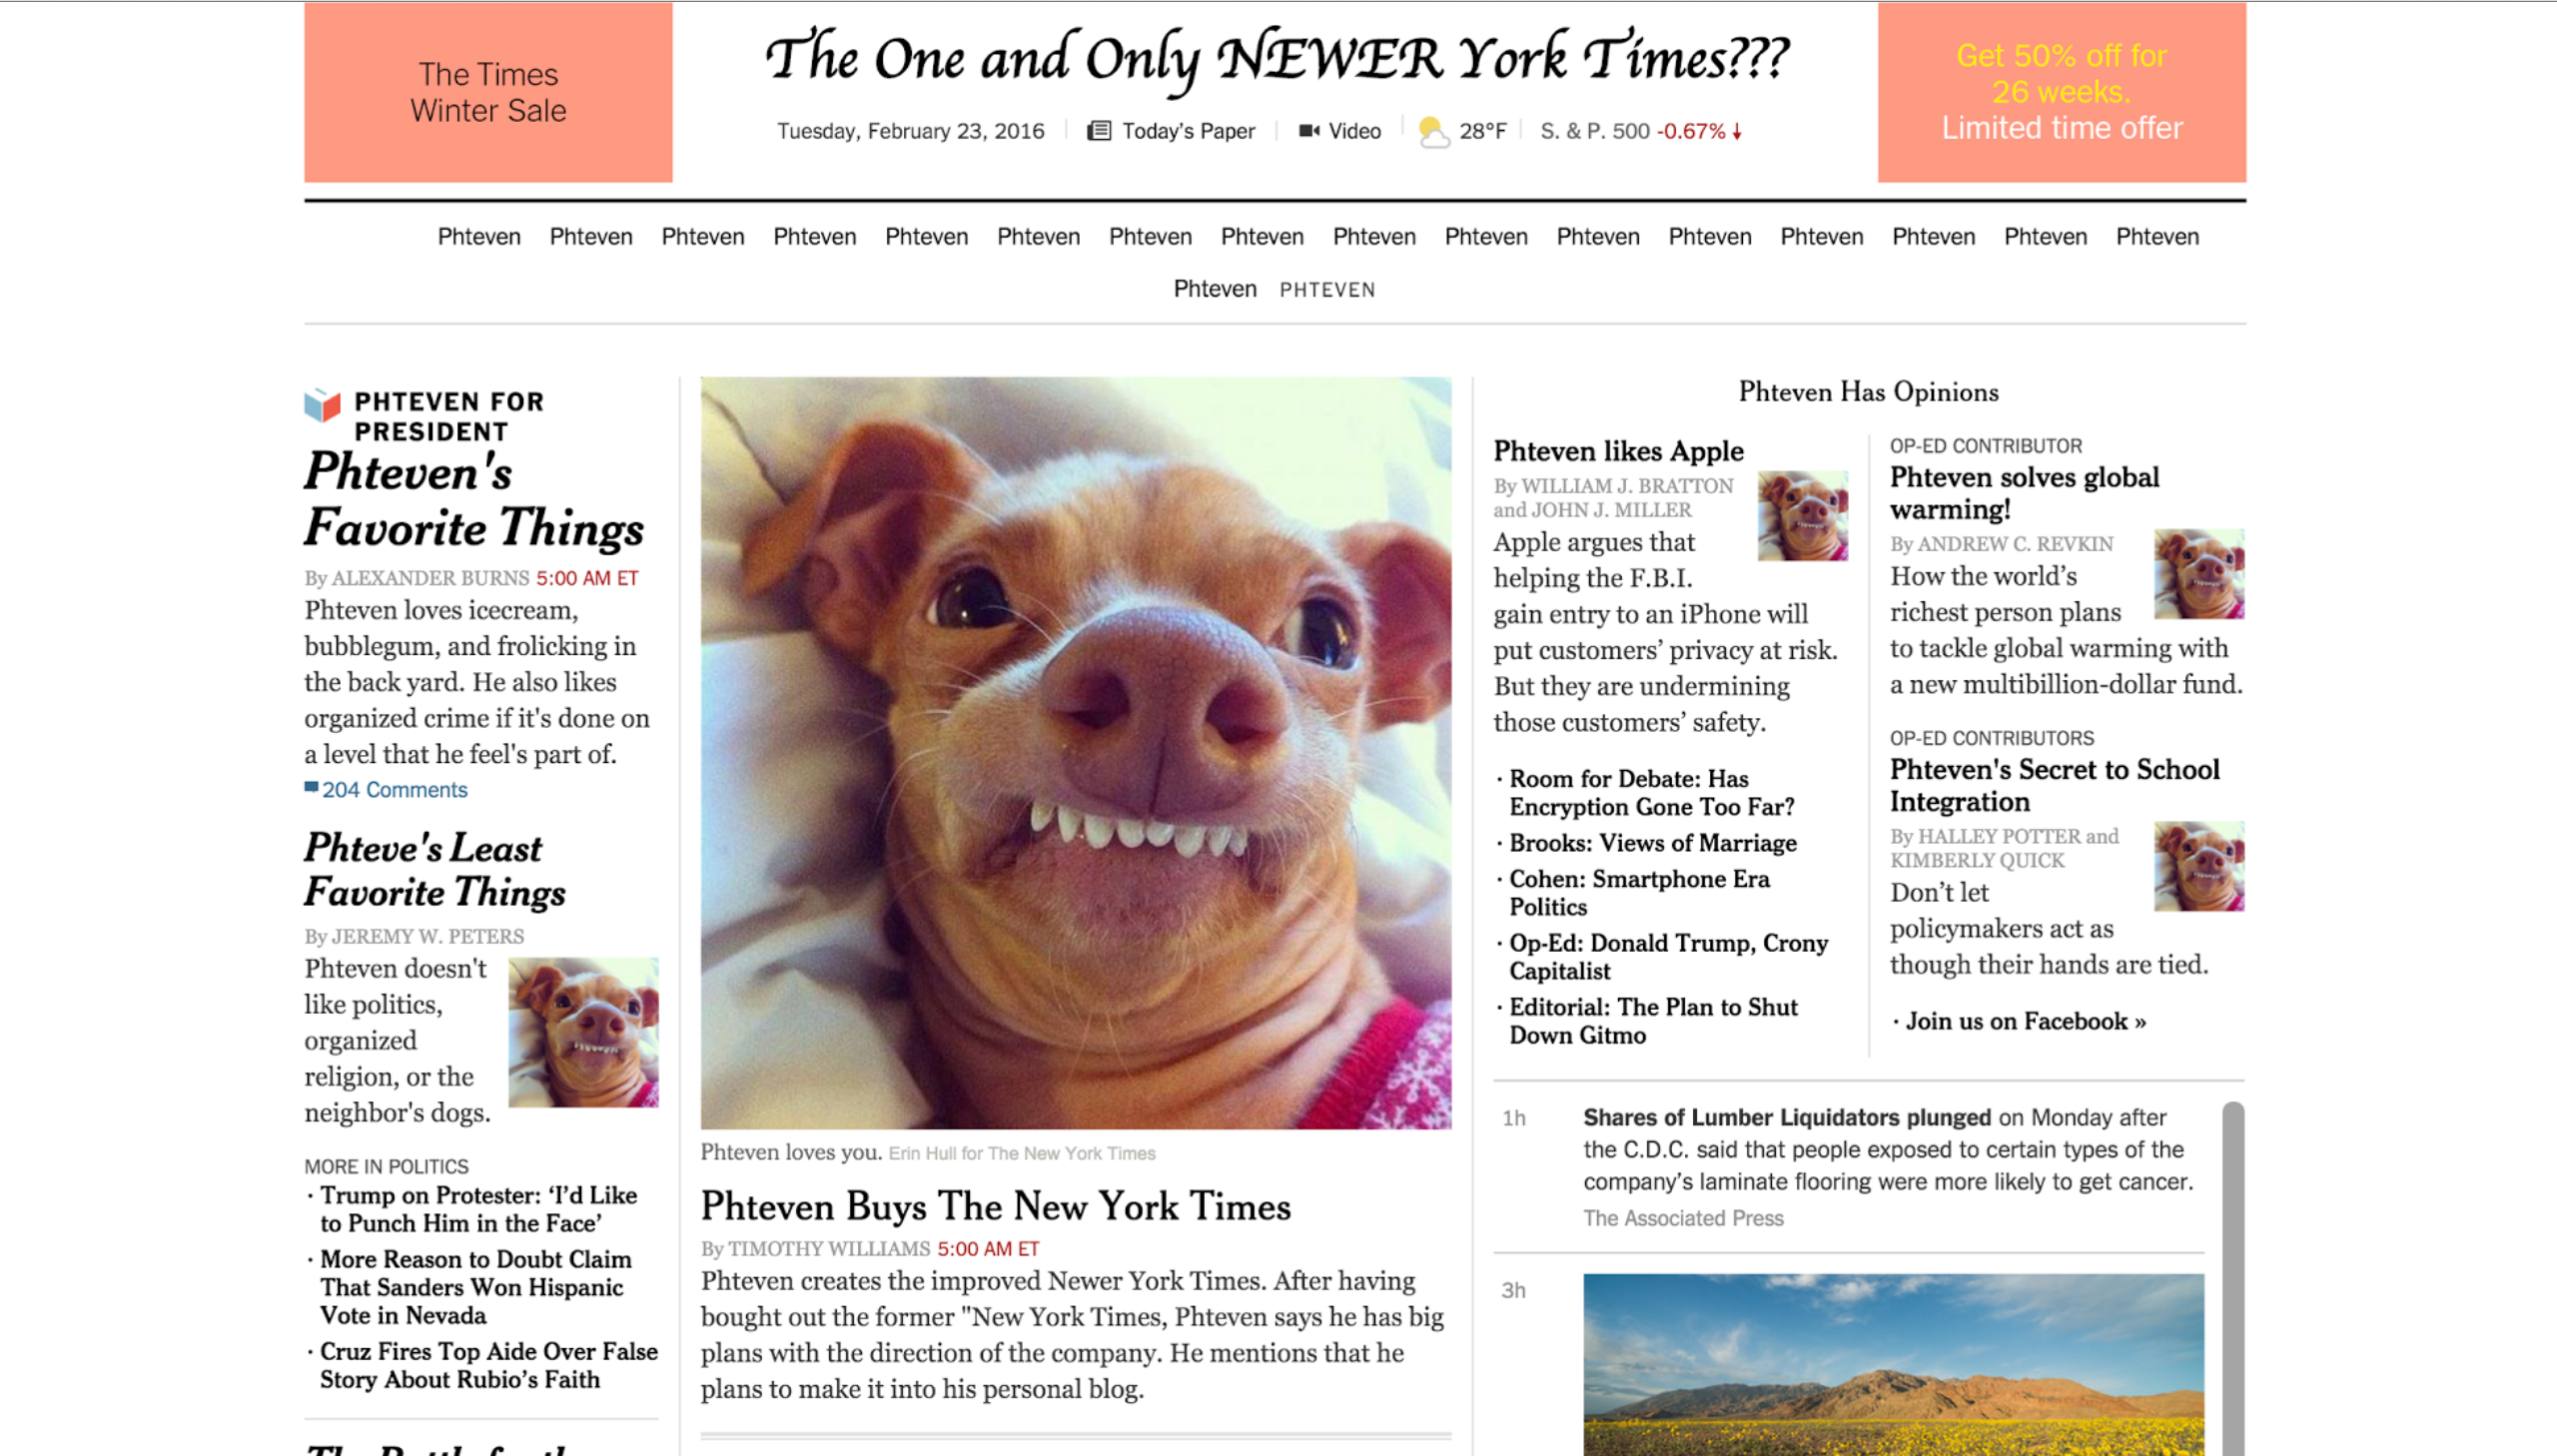 The Times
Winter Sale
The One and Only NEWER York Times???
Tuesday, February 23, 2016 Today's Paper Video 28°F S. & P. 500 -0.67% ↓
Get 50% off for
26 weeks.
Limited time offer
Phteven Phteven Phteven Phteven Phteven Phteven Phteven Phteven Phteven Phteven Phteven Phteven Phteven Phteven Phteven Phteven
Phteven PHTEVEN
PHTEVEN FOR
PRESIDENT
Phteven's
Favorite Things
By ALEXANDER BURNS 5:00 AM ET
Phteven loves icecream,
bubblegum, and frolicking in
the back yard. He also likes
organized crime if it's done on
a level that he feel's part of.
204 Comments
Phteve's Least
Favorite Things
By JEREMY W. PETERS
Phteven doesn't
like politics,
organized
religion, or the
neighbor's dogs.
MORE IN POLITICS
· Trump on Protester: ‘I’d Like
to Punch Him in the Face’
· More Reason to Doubt Claim
That Sanders Won Hispanic
Vote in Nevada
· Cruz Fires Top Aide Over False
Story About Rubio’s Faith
Phteven loves you. Erin Hull for The New York Times
Phteven Buys The New York Times
By TIMOTHY WILLIAMS 5:00 AM ET
Phteven creates the improved Newer York Times. After having
bought out the former "New York Times, Phteven says he has big
plans with the direction of the company. He mentions that he
plans to make it into his personal blog.
Phteven Has Opinions
Phteven likes Apple
By WILLIAM J. BRATTON
and JOHN J. MILLER
Apple argues that
helping the F.B.I.
gain entry to an iPhone will
put customers’ privacy at risk.
But they are undermining
those customers’ safety.
· Room for Debate: Has
Encryption Gone Too Far?
· Brooks: Views of Marriage
· Cohen: Smartphone Era
Politics
· Op-Ed: Donald Trump, Crony
Capitalist
· Editorial: The Plan to Shut
Down Gitmo
OP-ED CONTRIBUTOR
Phteven solves global
warming!
By ANDREW C. REVKIN
How the world’s
richest person plans
to tackle global warming with
a new multibillion-dollar fund.
OP-ED CONTRIBUTORS
Phteven's Secret to School
Integration
By HALLEY POTTER and
KIMBERLY QUICK
Don’t let
policymakers act as
though their hands are tied.
· Join us on Facebook »
1h
Shares of Lumber Liquidators plunged on Monday after
the C.D.C. said that people exposed to certain types of the
company’s laminate flooring were more likely to get cancer.
The Associated Press
3h